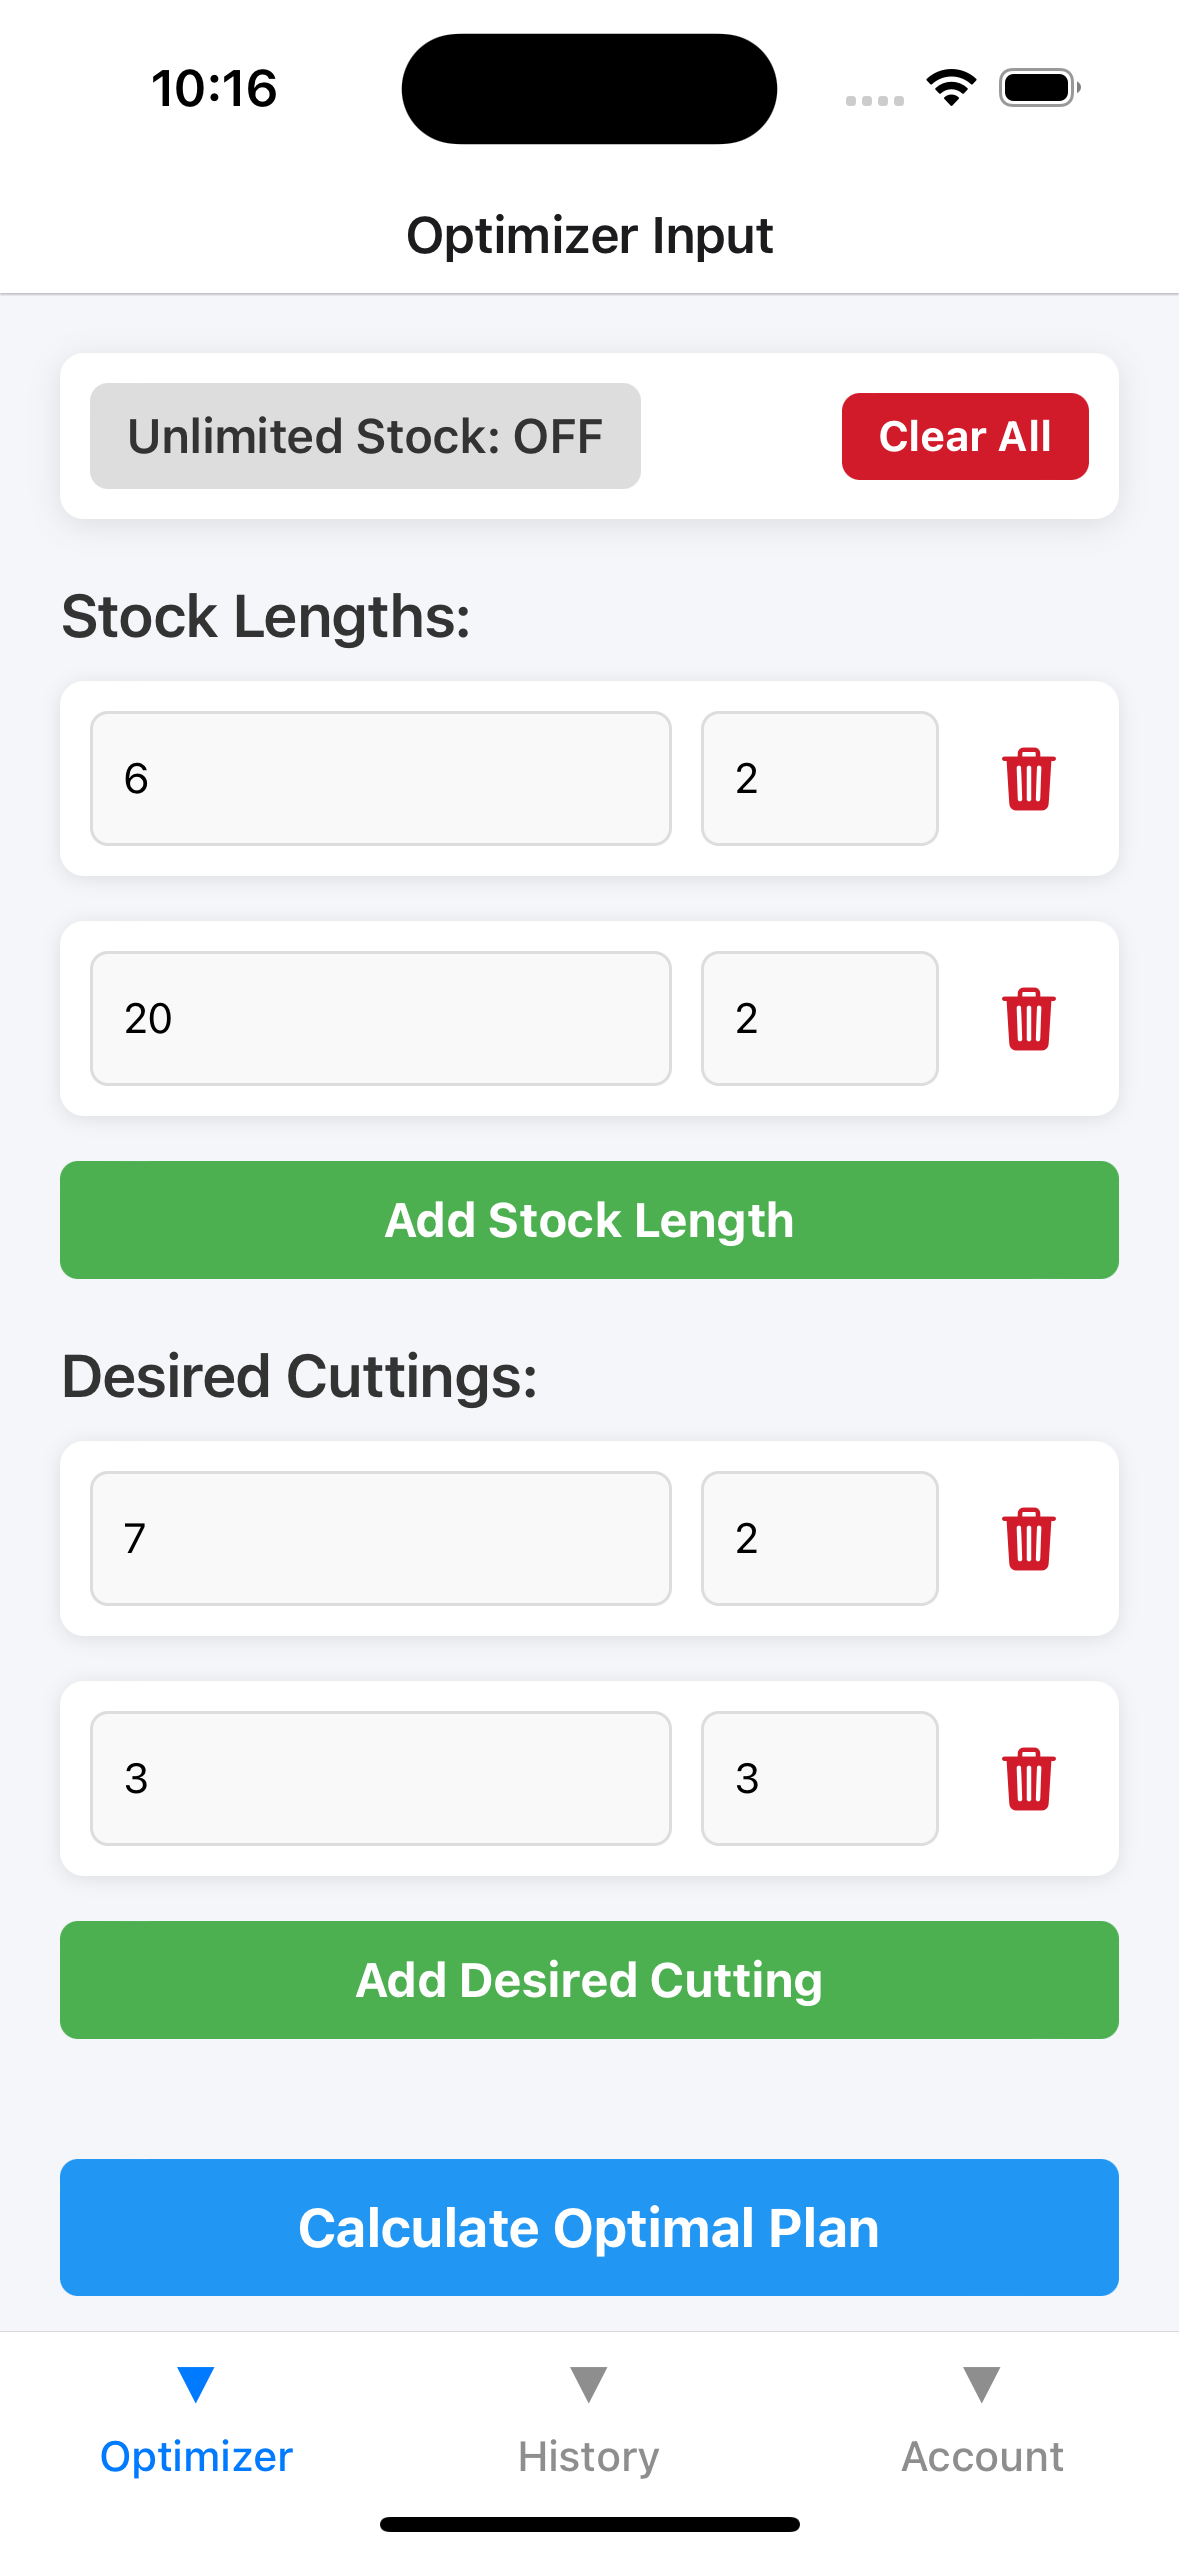 10:16
Optimizer Input
Unlimited Stock: OFF
Clear All
Stock Lengths:
6 2
20 2
Add Stock Length
Desired Cuttings:
7 2
3 3
Add Desired Cutting
Calculate Optimal Plan
Optimizer History Account